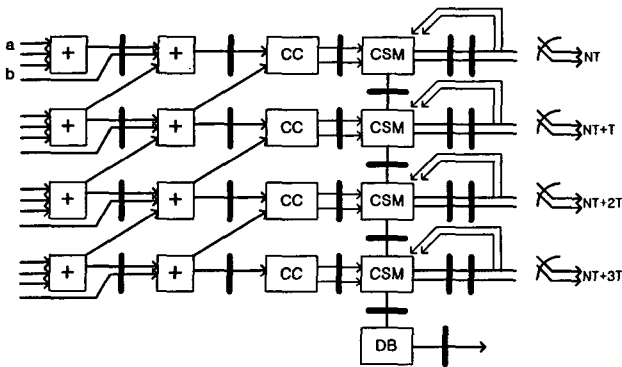 a
+ + CC CSM NT
b
+ + CC CSM NT+T
+ + CC CSM NT+2T
+ + CC CSM NT+3T
DB